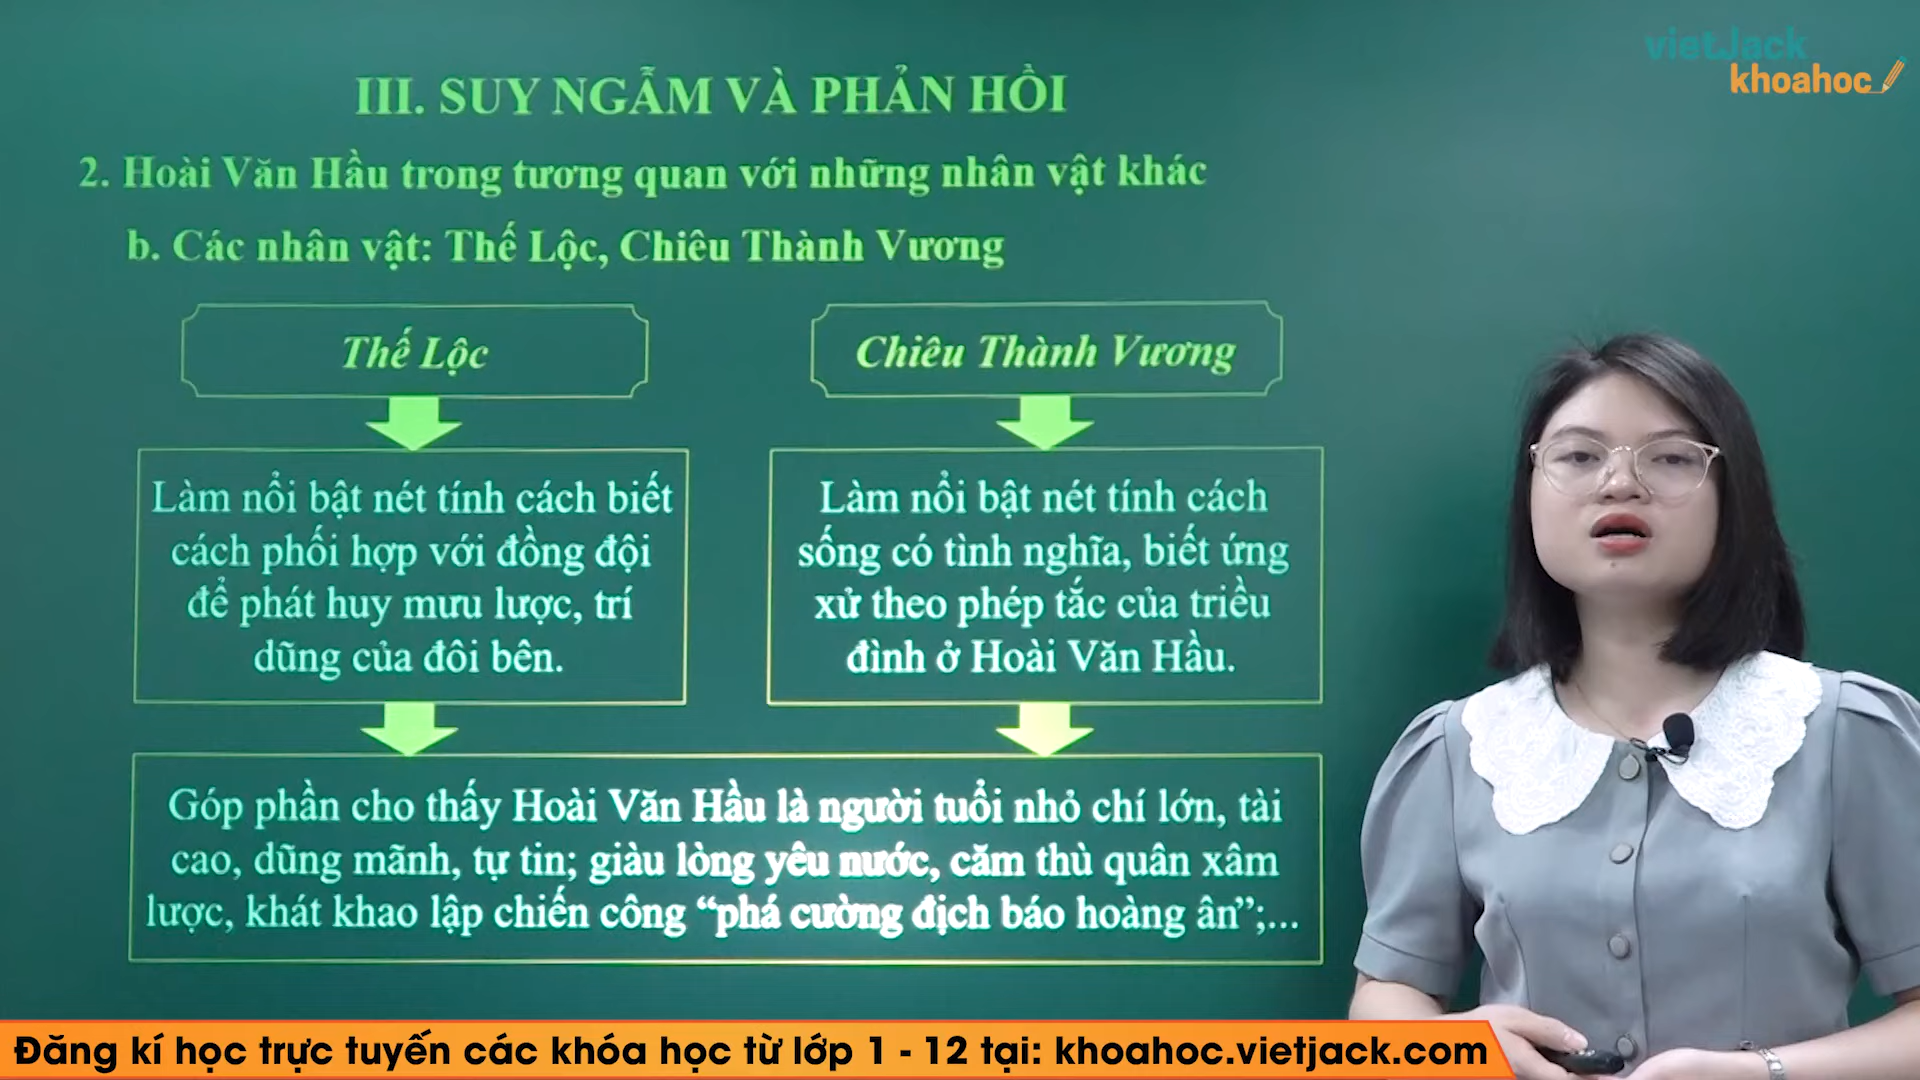 vietJack
khoahoc
III. SUY NGẪM VÀ PHẢN HỒI
2. Hoài Văn Hầu trong tương quan với những nhân vật khác
b. Các nhân vật: Thế Lộc, Chiêu Thành Vương
Thế Lộc
Làm nổi bật nét tính cách biết
cách phối hợp với đồng đội
để phát huy mưu lược, trí
dũng của đôi bên.
Chiêu Thành Vương
Làm nổi bật nét tính cách
sống có tình nghĩa, biết ứng
xử theo phép tắc của triều
đình ở Hoài Văn Hầu.
Góp phần cho thấy Hoài Văn Hầu là người tuổi nhỏ chí lớn, tài
cao, dũng mãnh, tự tin; giàu lòng yêu nước, căm thù quân xâm
lược, khát khao lập chiến công “phá cường địch báo hoàng ân”;...
Đăng kí học trực tuyến các khóa học từ lớp 1 - 12 tại: khoahoc.vietjack.com